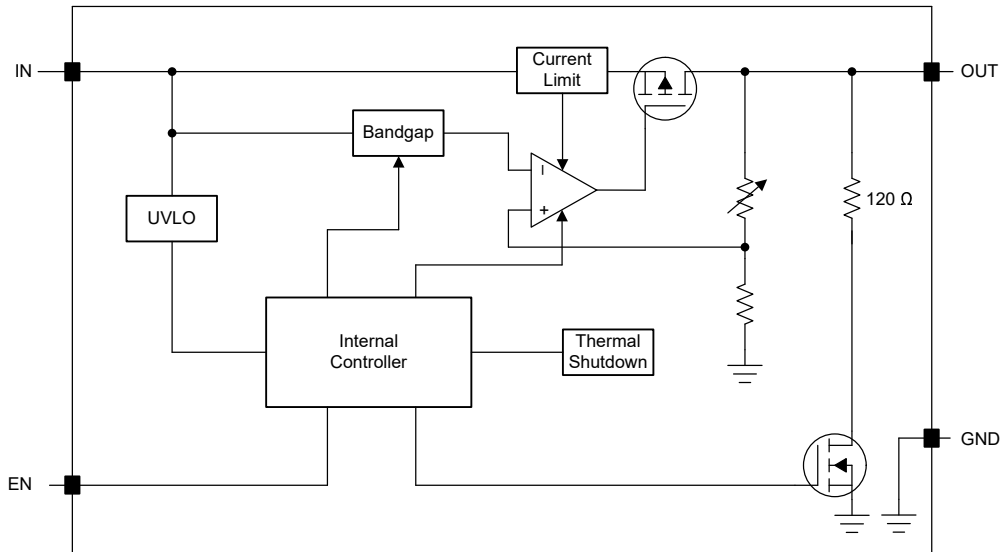 IN
Current
Limit
OUT
Bandgap
UVLO
120 Ω
Internal
Controller
Thermal
Shutdown
GND
EN